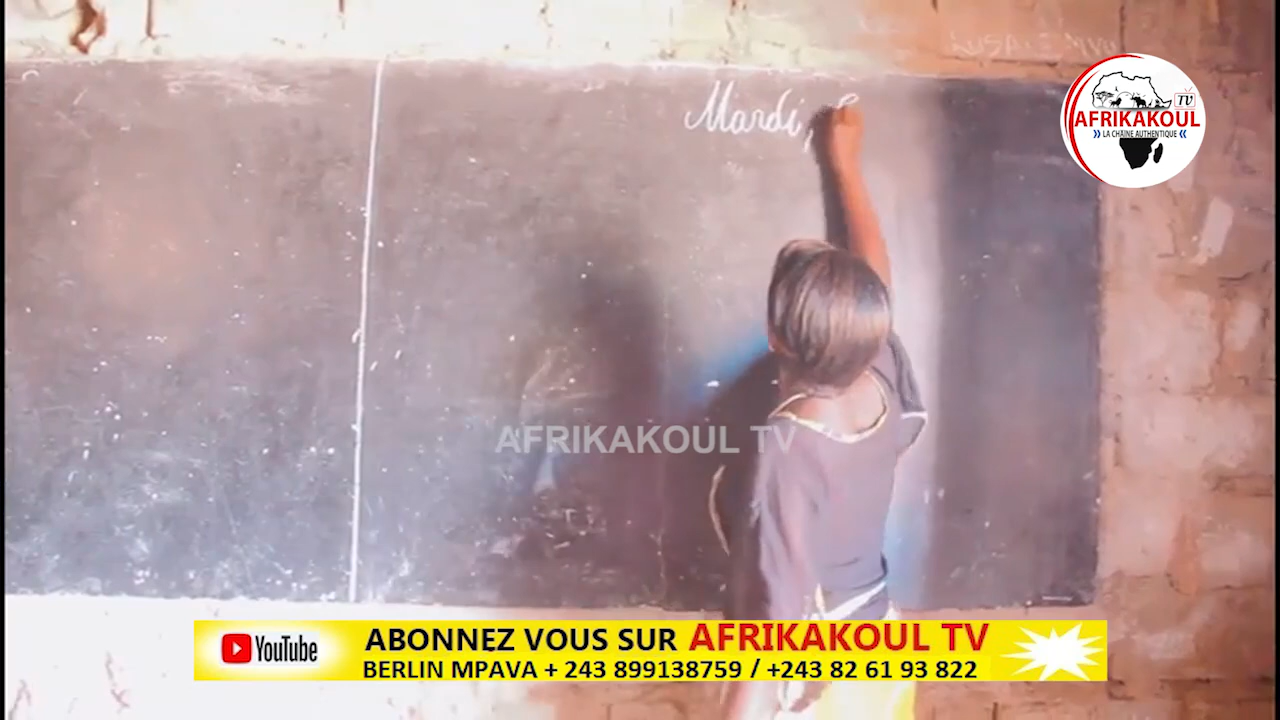 Mardi,
TV
AFRIKAKOUL
LA CHAINE AUTHENTIQUE
AFRIKAKOUL TV
YouTube
ABONNEZ VOUS SUR AFRIKAKOUL TV
BERLIN MPAVA + 243 899138759 / +243 82 61 93 822